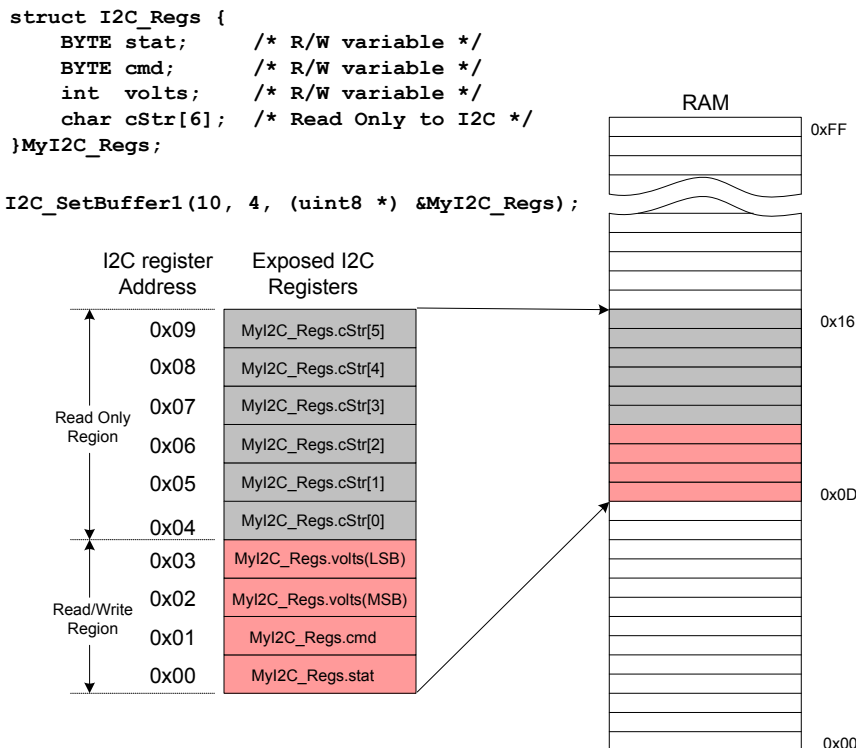 struct I2C_Regs {
BYTE stat; /* R/W variable */
BYTE cmd; /* R/W variable */
int volts; /* R/W variable */
char cStr[6]; /* Read Only to I2C */
}MyI2C_Regs;
I2C_SetBuffer1(10, 4, (uint8 *) &MyI2C_Regs);
I2C register Address
Exposed I2C Registers
0x09 MyI2C_Regs.cStr[5]
0x08 MyI2C_Regs.cStr[4]
0x07 MyI2C_Regs.cStr[3]
0x06 MyI2C_Regs.cStr[2]
0x05 MyI2C_Regs.cStr[1]
0x04 MyI2C_Regs.cStr[0]
0x03 MyI2C_Regs.volts(LSB)
0x02 MyI2C_Regs.volts(MSB)
0x01 MyI2C_Regs.cmd
0x00 MyI2C_Regs.stat
Read Only
Region
Read/Write
Region
RAM
0xFF
0x16
0x0D
0x00